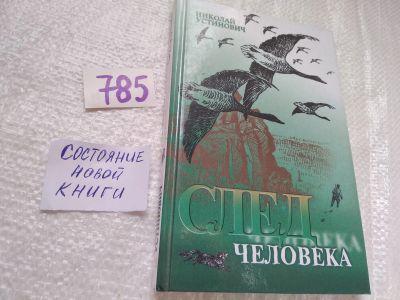 НИКОЛАЙ
УСТИНОВИЧ
785
СОСТОЯНИЕ
НОВОЙ
КНИГИ
СЛЕД
ЧЕЛОВЕКА